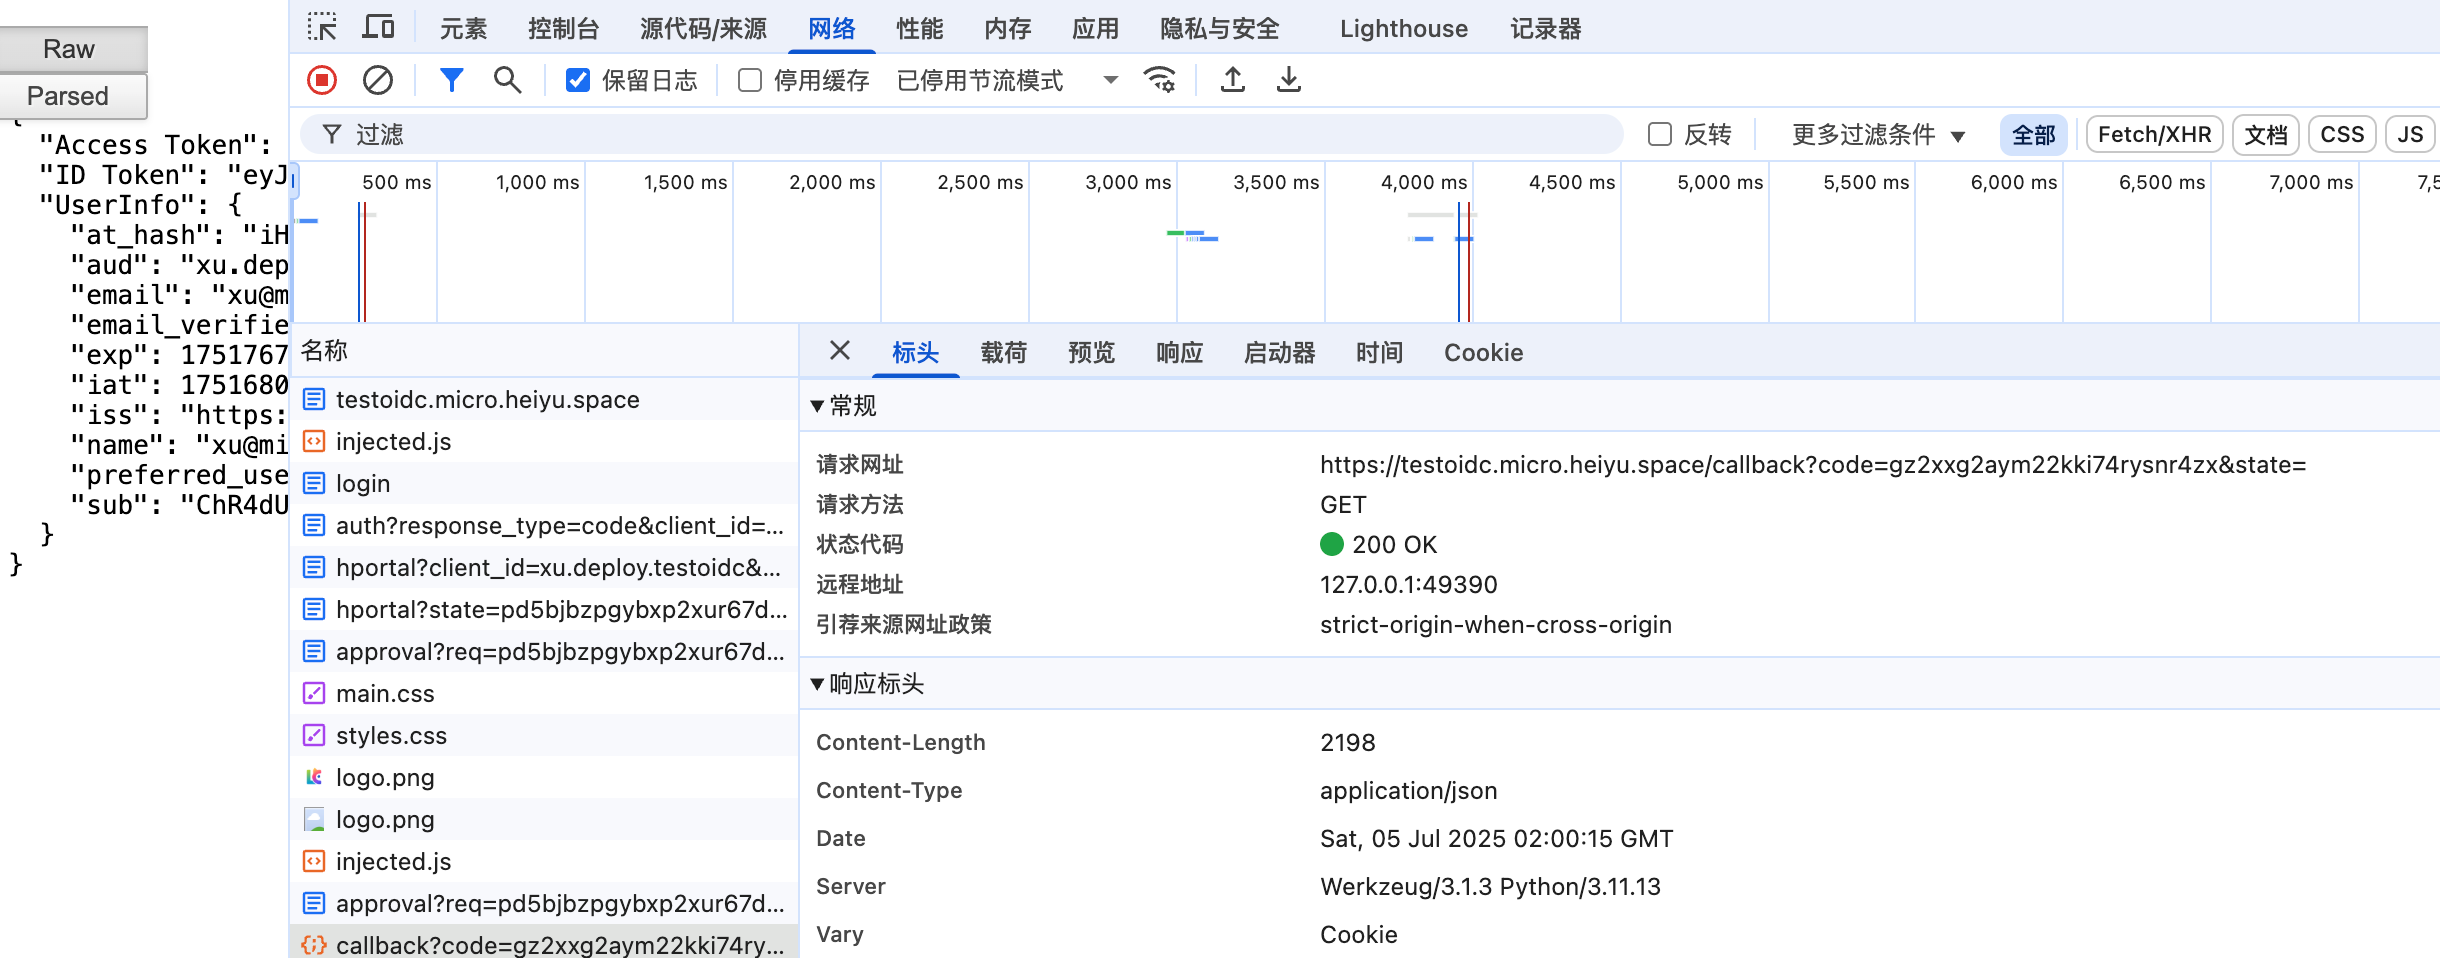 Raw
Parsed
{
"Access Token":
"ID Token": "eyJ
"UserInfo": {
"at_hash": "iH
"aud": "xu.dep
"email": "xu@m
"email_verifie
"exp": 1751767
"iat": 1751680
"iss": "https:
"name": "xu@mi
"preferred_use
"sub": "ChR4dU
}
}
元素 控制台 源代码/来源 网络 性能 内存 应用 隐私与安全 Lighthouse 记录器
保留日志 停用缓存 已停用节流模式
过滤 反转 更多过滤条件 全部 Fetch/XHR 文档 CSS JS
500 ms 1,000 ms 1,500 ms 2,000 ms 2,500 ms 3,000 ms 3,500 ms 4,000 ms 4,500 ms 5,000 ms 5,500 ms 6,000 ms 6,500 ms 7,000 ms 7,5
名称
testoidc.micro.heiyu.space
injected.js
login
auth?response_type=code&client_id=...
hportal?client_id=xu.deploy.testoidc&...
hportal?state=pd5bjbzpgybxp2xur67d...
approval?req=pd5bjbzpgybxp2xur67d...
main.css
styles.css
logo.png
logo.png
injected.js
approval?req=pd5bjbzpgybxp2xur67d...
callback?code=gz2xxg2aym22kki74ry...
标头 载荷 预览 响应 启动器 时间 Cookie
常规
请求网址 https://testoidc.micro.heiyu.space/callback?code=gz2xxg2aym22kki74rysnr4zx&state=
请求方法 GET
状态代码 200 OK
远程地址 127.0.0.1:49390
引荐来源网址政策 strict-origin-when-cross-origin
响应标头
Content-Length 2198
Content-Type application/json
Date Sat, 05 Jul 2025 02:00:15 GMT
Server Werkzeug/3.1.3 Python/3.11.13
Vary Cookie